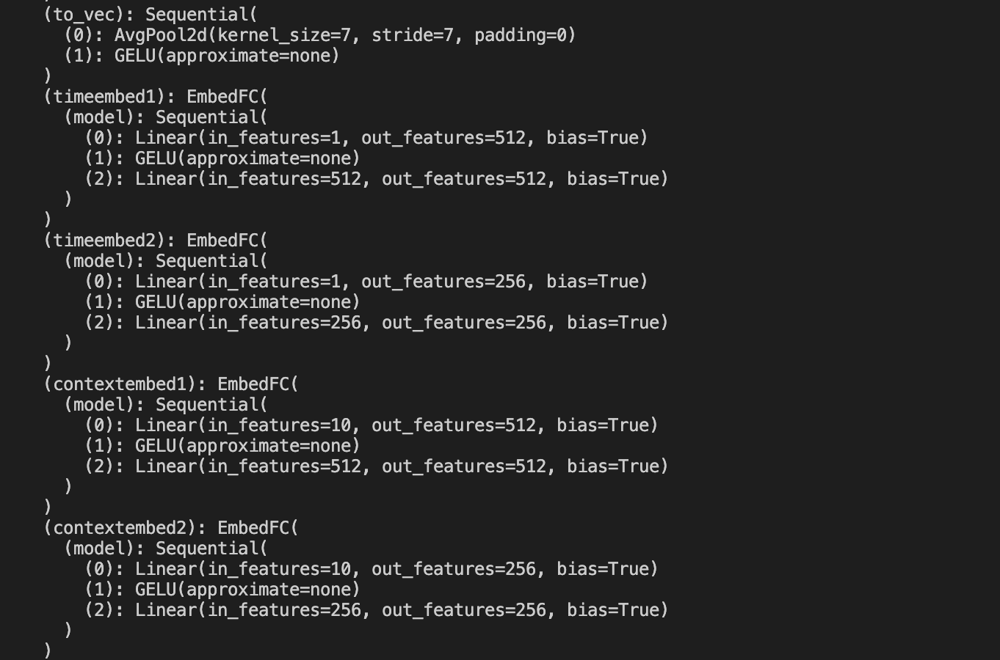 (to_vec): Sequential(
(0): AvgPool2d(kernel_size=7, stride=7, padding=0)
(1): GELU(approximate=none)
)
(timeembed1): EmbedFC(
(model): Sequential(
(0): Linear(in_features=1, out_features=512, bias=True)
(1): GELU(approximate=none)
(2): Linear(in_features=512, out_features=512, bias=True)
)
)
(timeembed2): EmbedFC(
(model): Sequential(
(0): Linear(in_features=1, out_features=256, bias=True)
(1): GELU(approximate=none)
(2): Linear(in_features=256, out_features=256, bias=True)
)
)
(contextembed1): EmbedFC(
(model): Sequential(
(0): Linear(in_features=10, out_features=512, bias=True)
(1): GELU(approximate=none)
(2): Linear(in_features=512, out_features=512, bias=True)
)
)
(contextembed2): EmbedFC(
(model): Sequential(
(0): Linear(in_features=10, out_features=256, bias=True)
(1): GELU(approximate=none)
(2): Linear(in_features=256, out_features=256, bias=True)
)
)